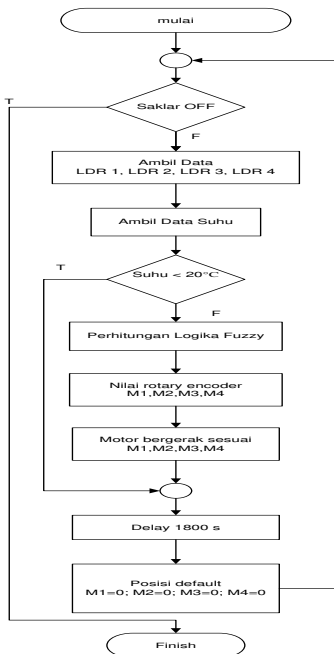 mulai
T
Saklar OFF
F
Ambil Data
LDR 1, LDR 2, LDR 3, LDR 4
Ambil Data Suhu
T
Suhu < 20°C
F
Perhitungan Logika Fuzzy
Nilai rotary encoder
M1,M2,M3,M4
Motor bergerak sesuai
M1,M2,M3,M4
Delay 1800 s
Posisi default
M1=0; M2=0; M3=0; M4=0
Finish